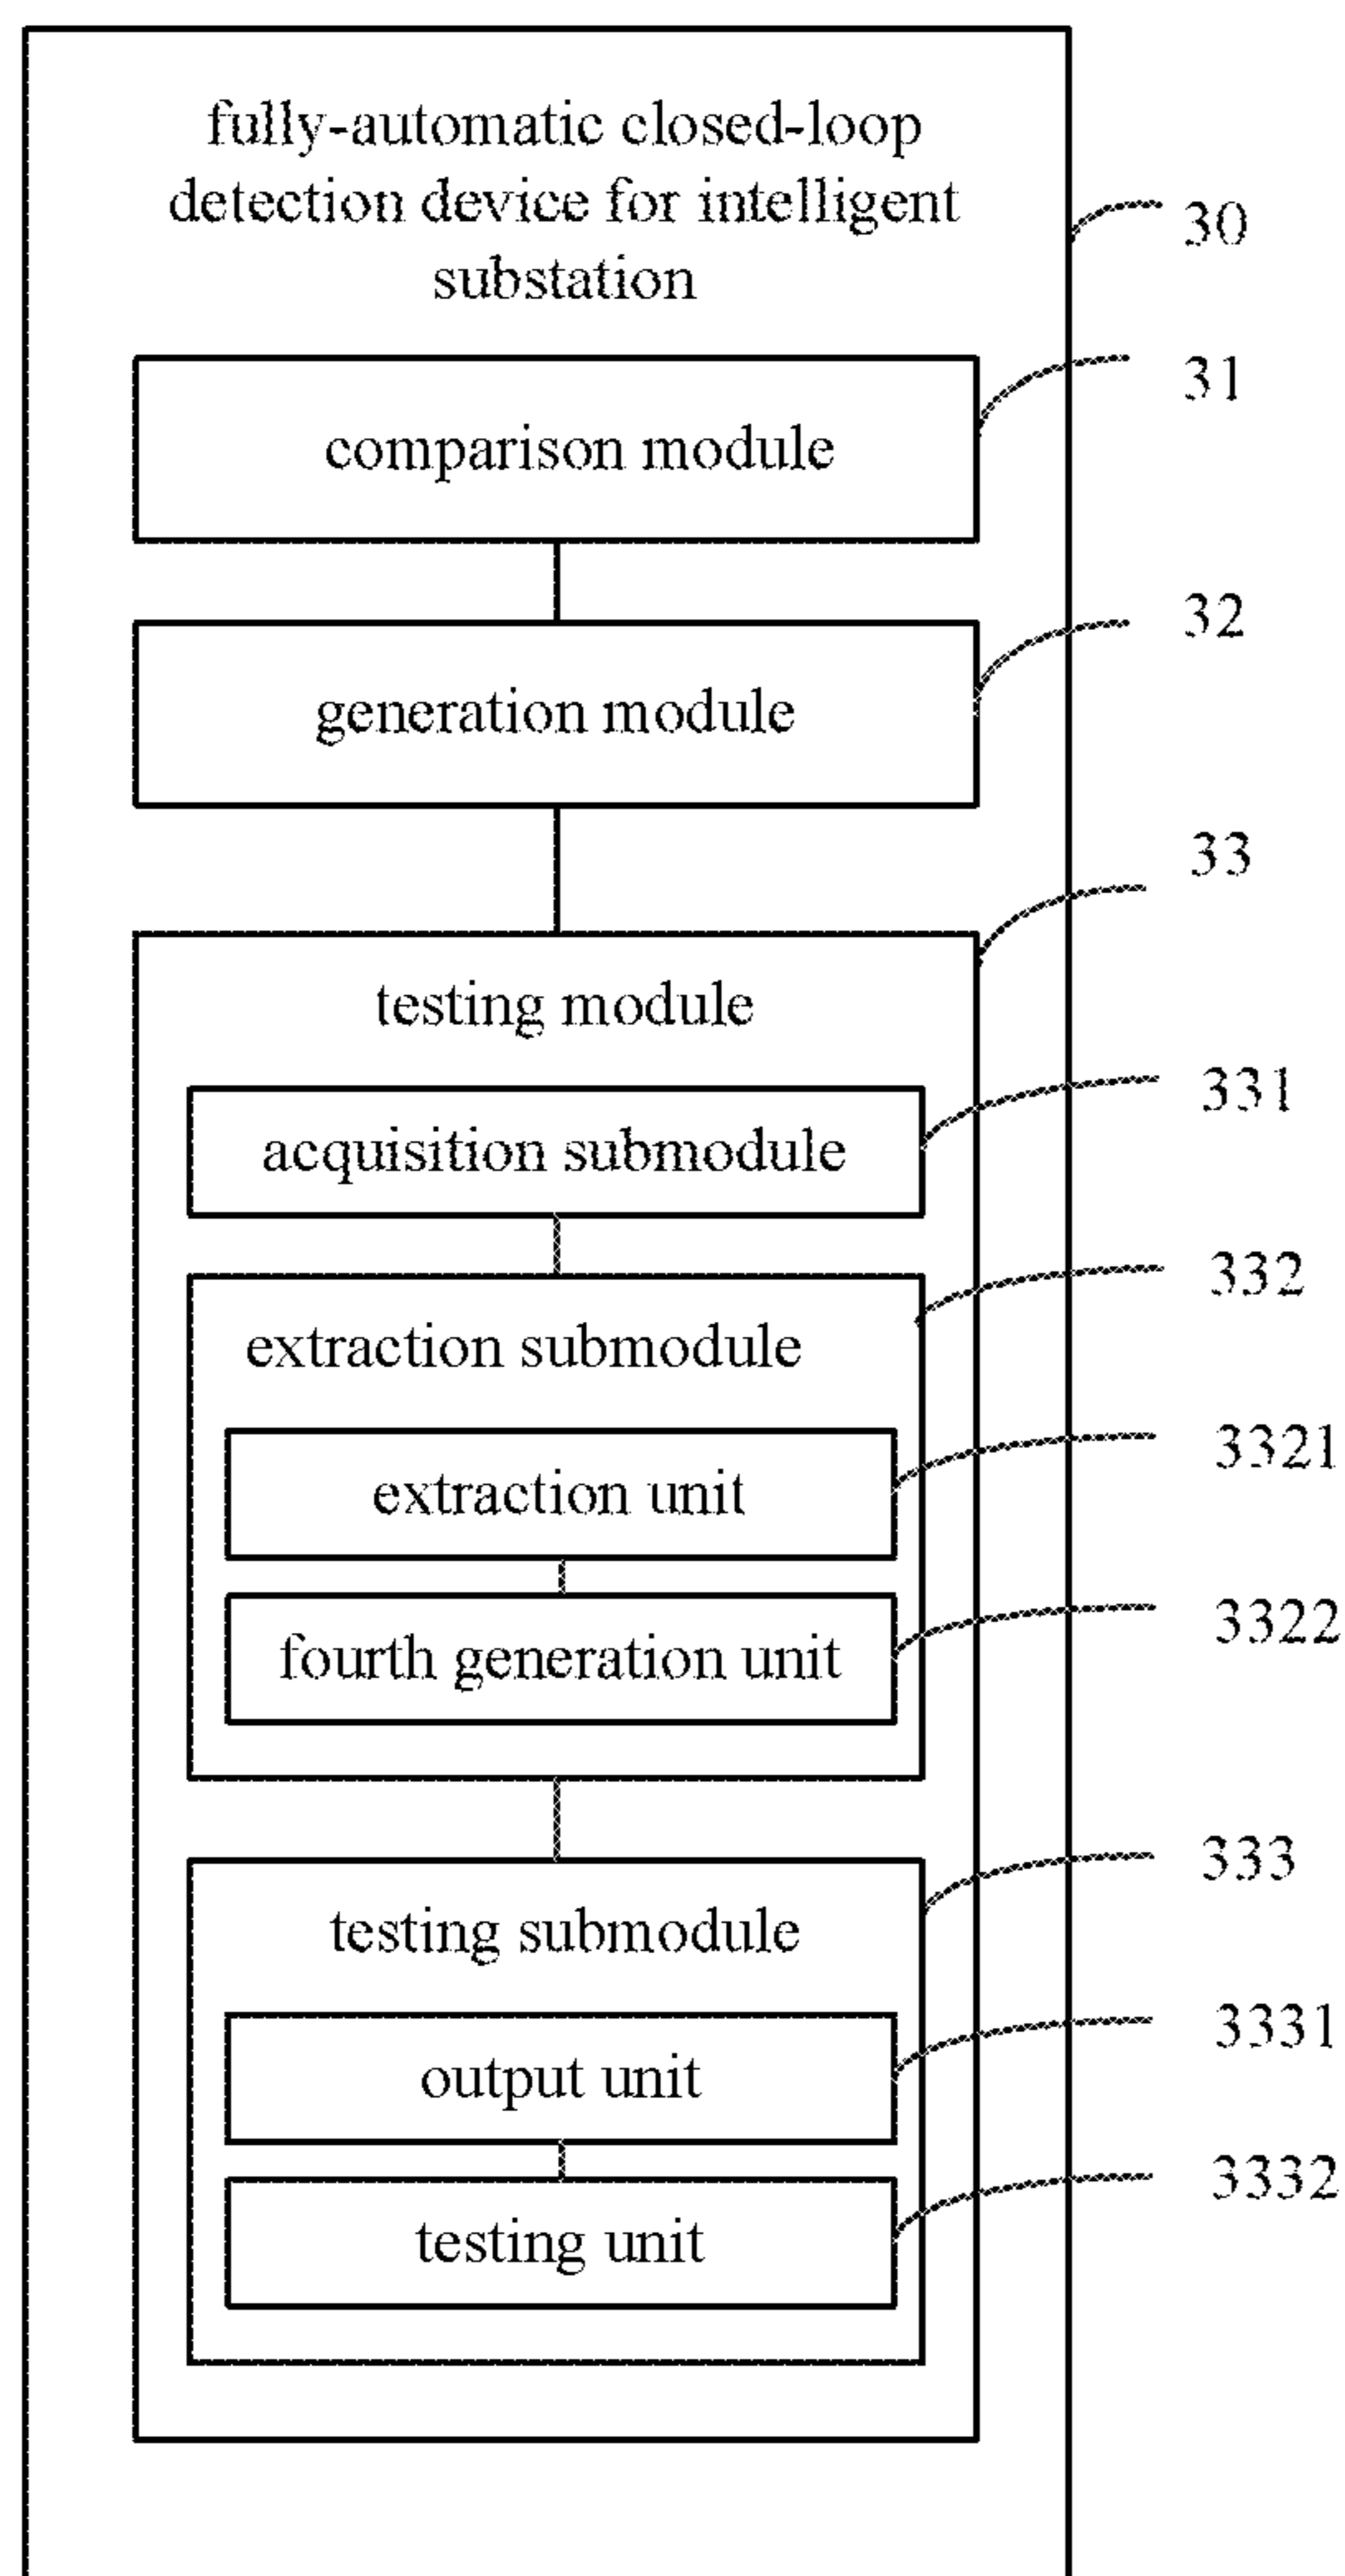 fully-automatic closed-loop
detection device for intelligent
substation
30
31
comparison module
32
generation module
33
testing module
331
acquisition submodule
332
extraction submodule
3321
extraction unit
3322
fourth generation unit
333
testing submodule
3331
output unit
3332
testing unit